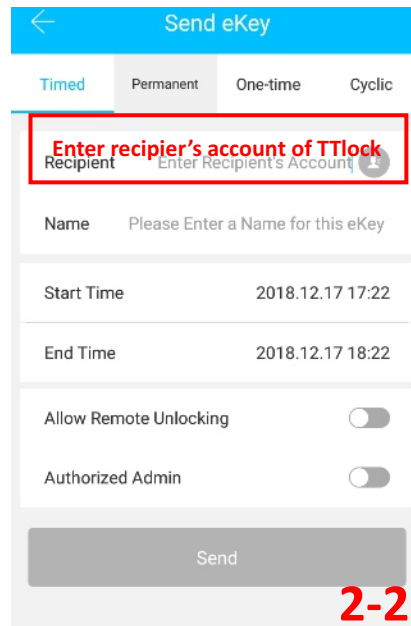 Send eKey
Timed Permanent One-time Cyclic
Enter recipier's account of TTlock
Recipient Enter Recipient's Account
Name Please Enter a Name for this eKey
Start Time 2018.12.17 17:22
End Time 2018.12.17 18:22
Allow Remote Unlocking
Authorized Admin
Send
2-2